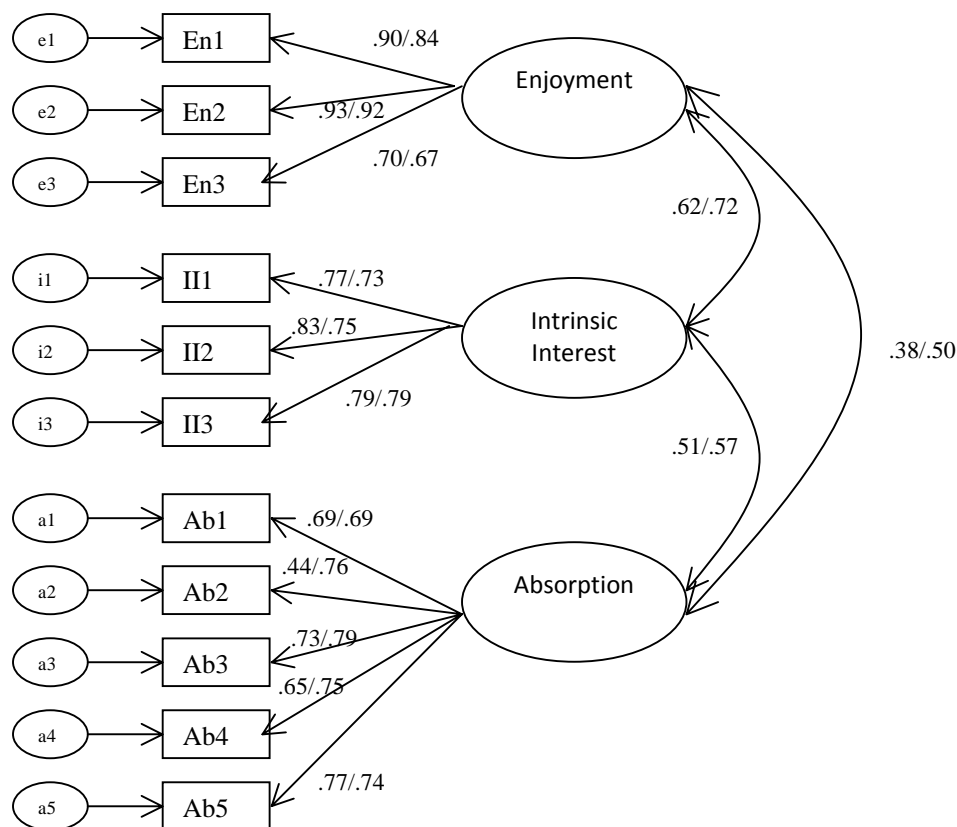 e1
En1
.90/.84
Enjoyment
e2
En2
.93/.92
e3
En3
.70/.67
.62/.72
i1
II1
.77/.73
Intrinsic
Interest
i2
II2
.83/.75
.38/.50
i3
II3
.79/.79
.51/.57
a1
Ab1
.69/.69
a2
Ab2
.44/.76
Absorption
a3
Ab3
.73/.79
a4
Ab4
.65/.75
a5
Ab5
.77/.74